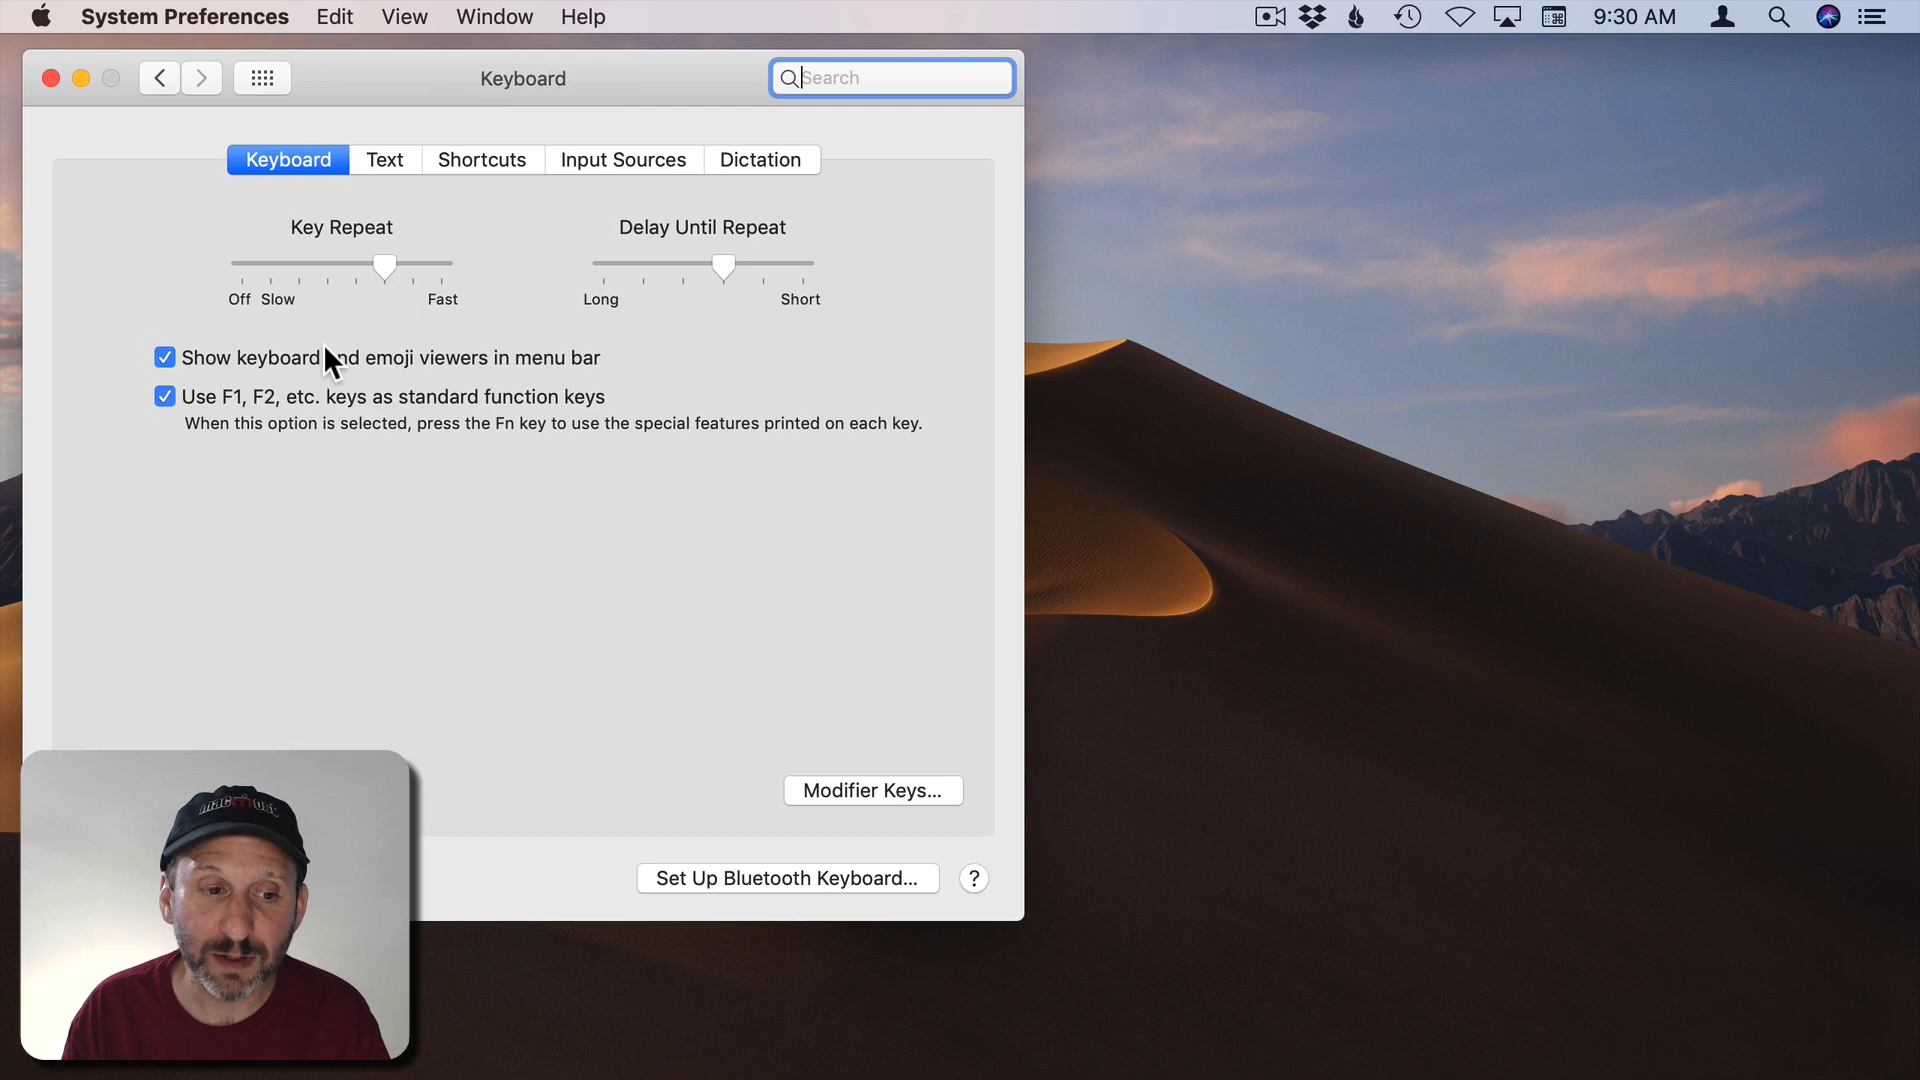 System Preferences Edit View Window Help 9:30 AM
Keyboard Search
Keyboard Text Shortcuts Input Sources Dictation
Key Repeat Delay Until Repeat
Off Slow Fast Long Short
Show keyboard and emoji viewers in menu bar
Use F1, F2, etc. keys as standard function keys
When this option is selected, press the Fn key to use the special features printed on each key.
Modifier Keys...
macmost
Set Up Bluetooth Keyboard... ?